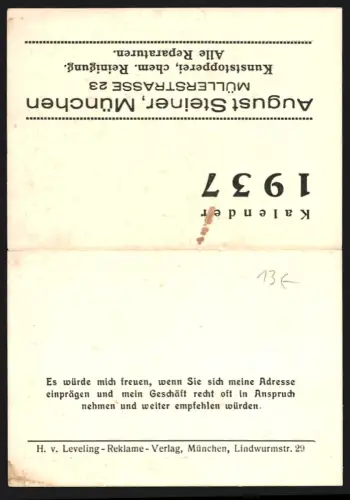 Kalender
1937
August Steiner, München
MÜLLERSTRASSE 23
Kunststopperei, chem. Reinigung.
Alle Reparaturen.
13€
Es würde mich freuen, wenn Sie sich meine Adresse
einprägen und mein Geschäft recht oft in Anspruch
nehmen und weiter empfehlen würden.
H. v. Leveling-Reklame-Verlag, München, Lindwurmstr. 29